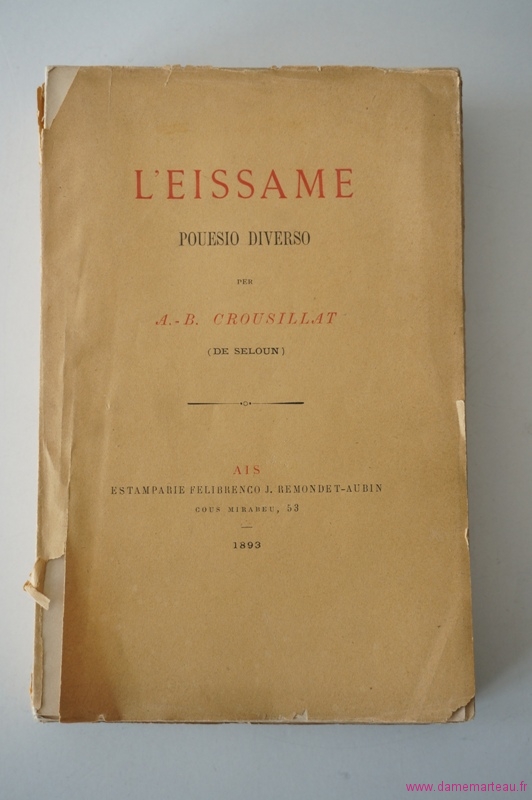 L'EISSAME
POUESIO DIVERSO
PER
A.-B. CROUSILLAT
(DE SELOUN)
AIS
ESTAMPARIE FELIBRENCO J. REMONDET-AUBIN
COUS MIRABEU, 53
1893
www.damemarteau.fr